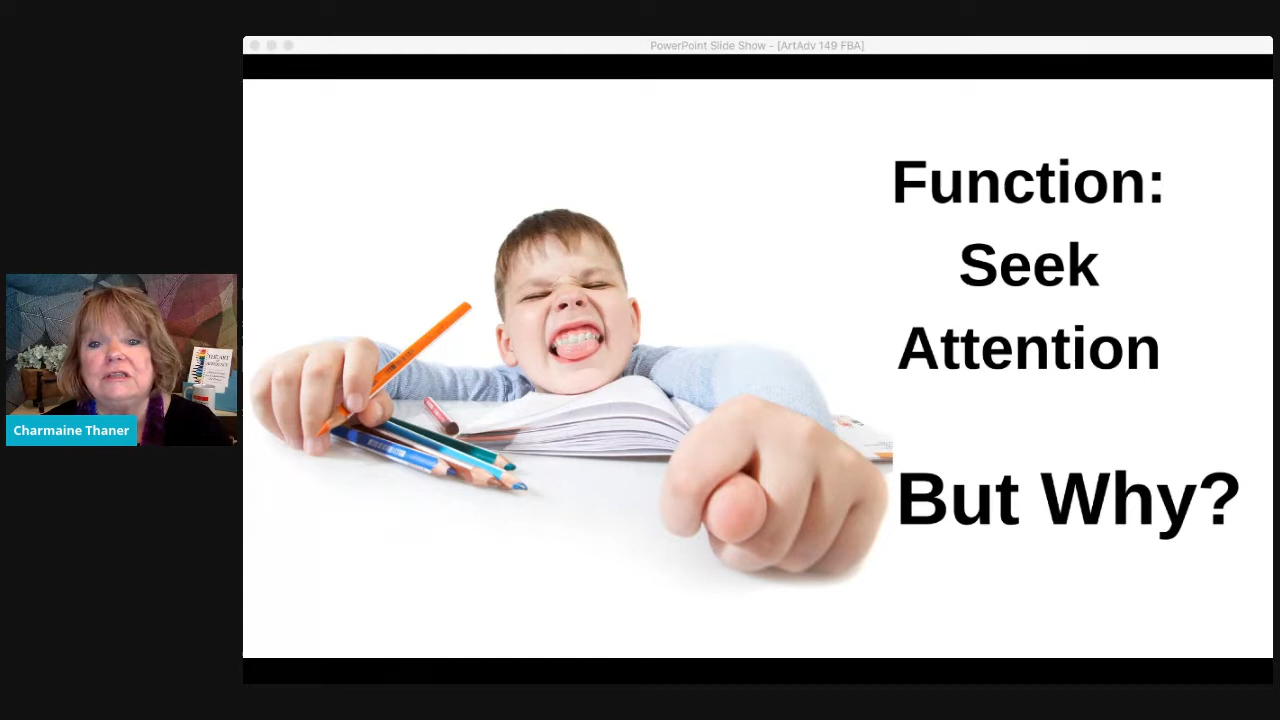 PowerPoint Slide Show - [ArtAdv 149 FBA]
Function:
Seek
Attention
But Why?
Charmaine Thaner